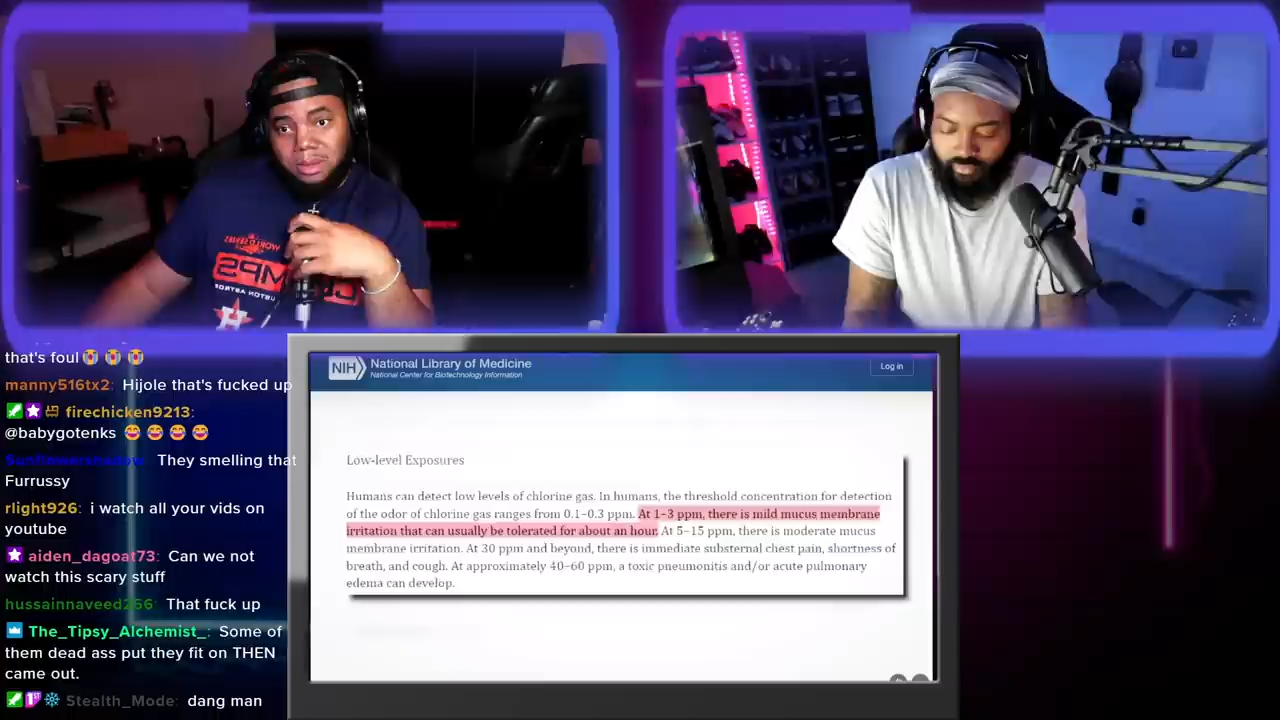 that's foul😭 😭 😭
manny516tx2: Hijole that's fucked up
firechicken9213:
@babygotenks 😂 😂 😂 😂
Sunflowershadow: They smelling that
Furrussy
rlight926: i watch all your vids on
youtube
aiden_dagoat73: Can we not
watch this scary stuff
hussainnaveed266: That fuck up
The_Tipsy_Alchemist_: Some of
them dead ass put they fit on THEN
came out.
Stealth_Mode: dang man
NIH National Library of Medicine
National Center for Biotechnology Information
Log in
Low-level Exposures
Humans can detect low levels of chlorine gas. In humans, the threshold concentration for detection
of the odor of chlorine gas ranges from 0.1–0.3 ppm. At 1–3 ppm, there is mild mucus membrane
irritation that can usually be tolerated for about an hour. At 5–15 ppm, there is moderate mucus
membrane irritation. At 30 ppm and beyond, there is immediate substernal chest pain, shortness of
breath, and cough. At approximately 40–60 ppm, a toxic pneumonitis and/or acute pulmonary
edema can develop.